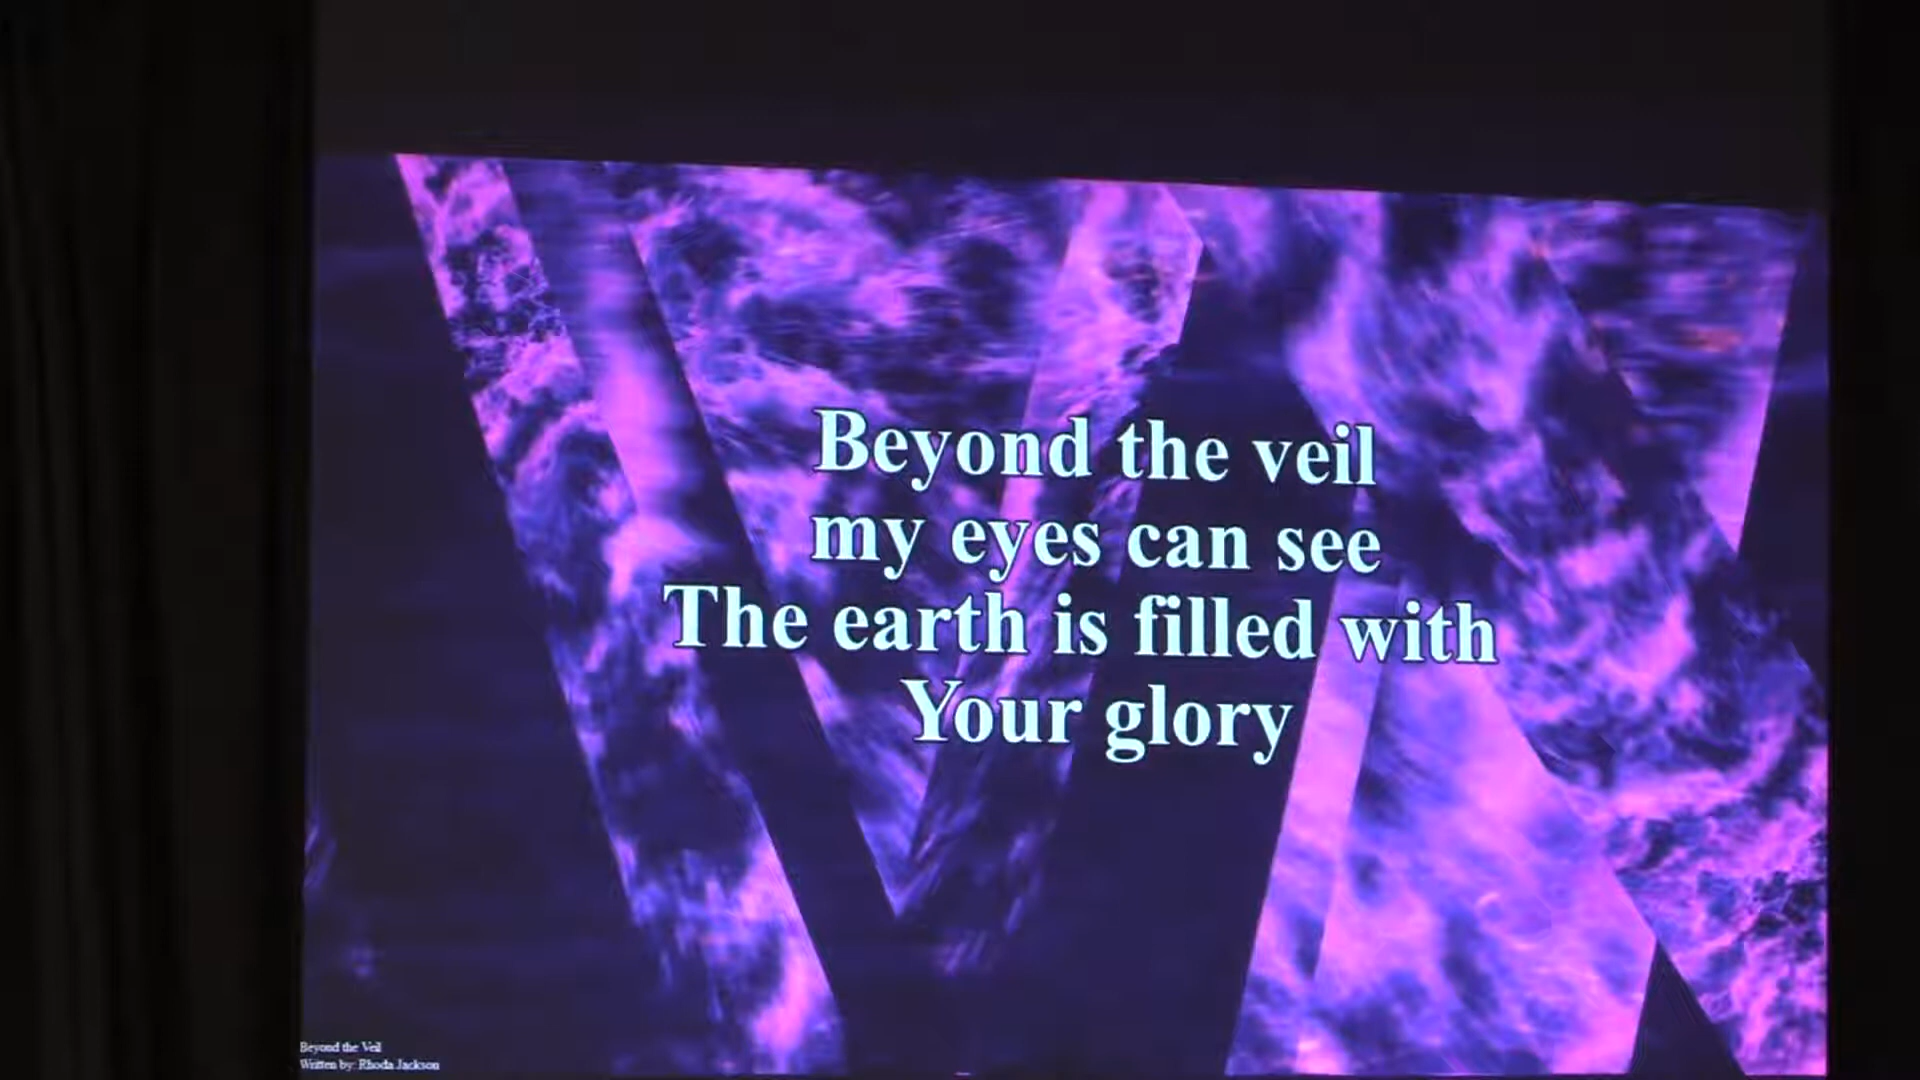 Beyond the veil
my eyes can see
The earth is filled with
Your glory
Beyond the Veil
Written by: Rhoda Jackson